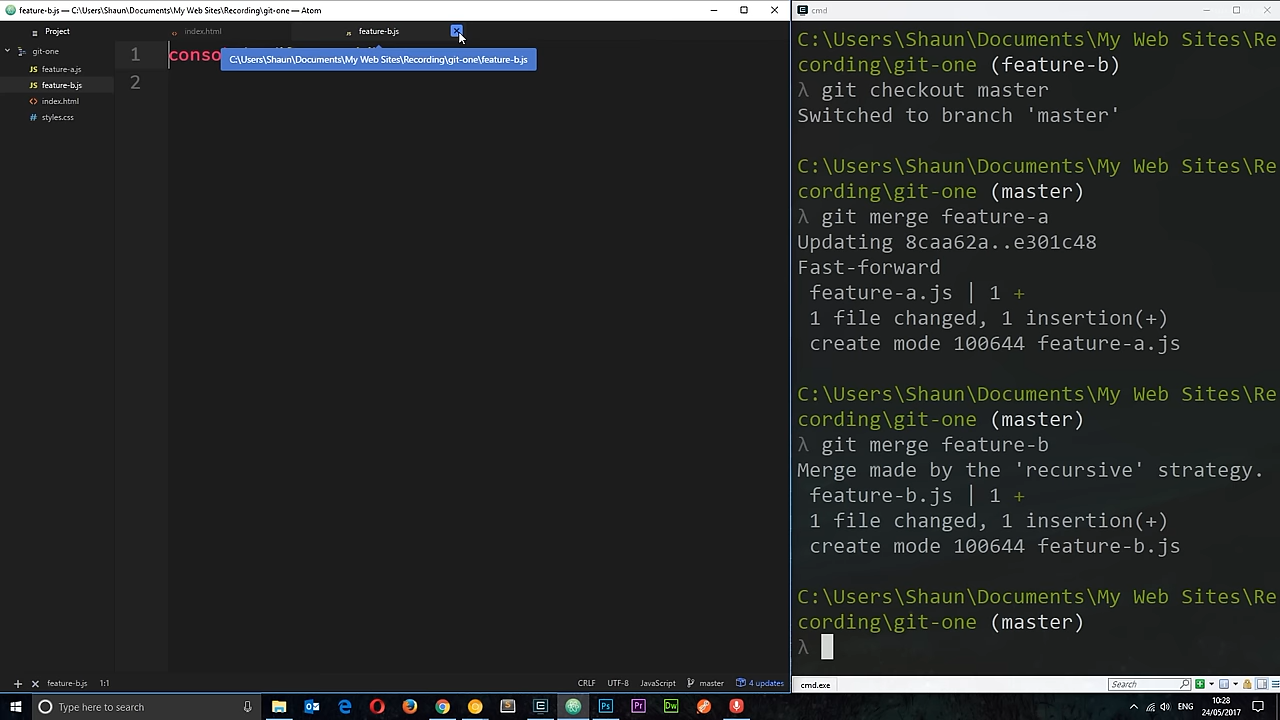 feature-b.js — C:\Users\Shaun\Documents\My Web Sites\Recording\git-one — Atom
Project
index.html
feature-b.js
git-one
feature-a.js
feature-b.js
index.html
styles.css
1
conso
2
C:\Users\Shaun\Documents\My Web Sites\Recording\git-one\feature-b.js
feature-b.js
1:1
CRLF
UTF-8
JavaScript
master
4 updates
cmd
C:\Users\Shaun\Documents\My Web Sites\Re
cording\git-one (feature-b)
λ git checkout master
Switched to branch 'master'
C:\Users\Shaun\Documents\My Web Sites\Re
cording\git-one (master)
λ git merge feature-a
Updating 8caa62a..e301c48
Fast-forward
feature-a.js | 1 +
1 file changed, 1 insertion(+)
create mode 100644 feature-a.js
C:\Users\Shaun\Documents\My Web Sites\Re
cording\git-one (master)
λ git merge feature-b
Merge made by the 'recursive' strategy.
feature-b.js | 1 +
1 file changed, 1 insertion(+)
create mode 100644 feature-b.js
C:\Users\Shaun\Documents\My Web Sites\Re
cording\git-one (master)
λ
cmd.exe
Search
Type here to search
ENG
10:28
24/05/2017